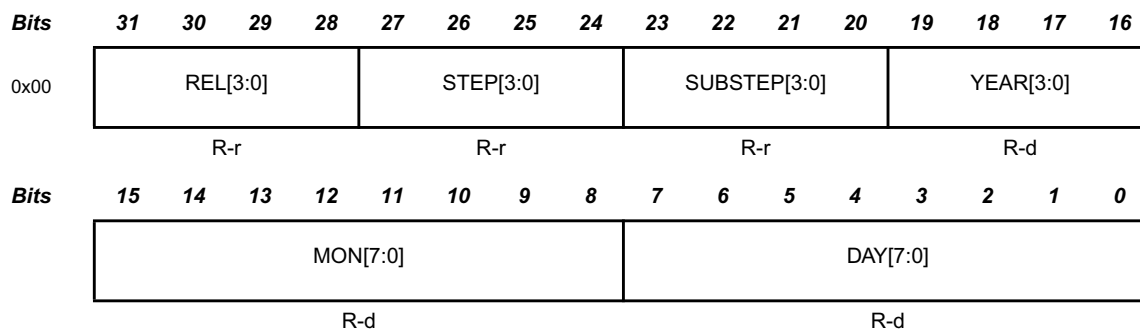 Bits 31 30 29 28 27 26 25 24 23 22 21 20 19 18 17 16
0x00 REL[3:0] STEP[3:0] SUBSTEP[3:0] YEAR[3:0]
R-r R-r R-r R-d
Bits 15 14 13 12 11 10 9 8 7 6 5 4 3 2 1 0
MON[7:0] DAY[7:0]
R-d R-d